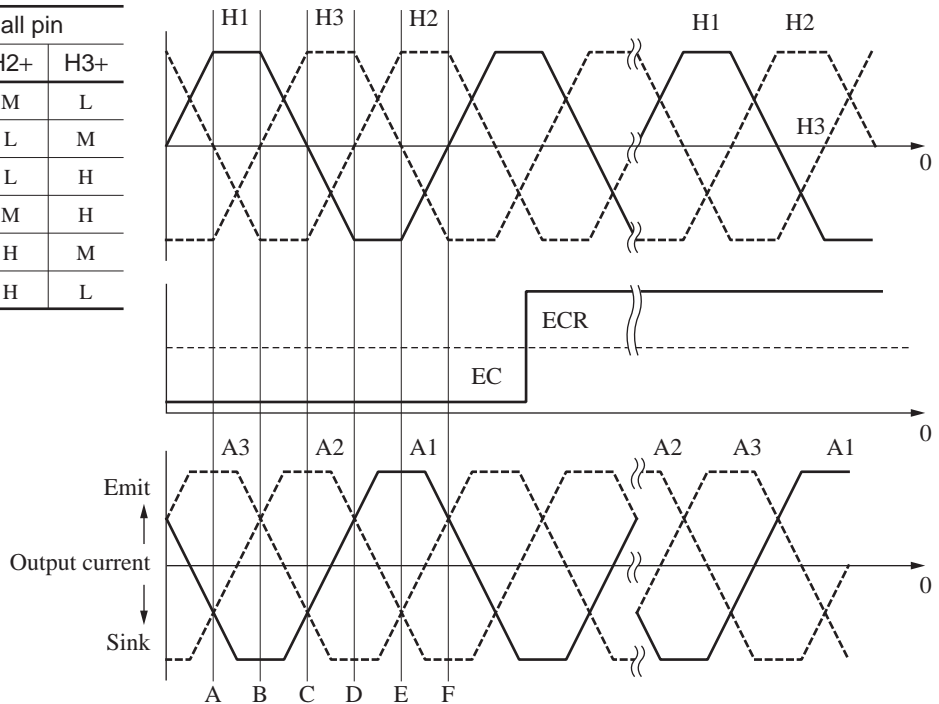 all pin
H2+ H3+
M L
L M
L H
M H
H M
H L
H1 H3 H2 H1 H2
H3
0
ECR
EC
0
A3 A2 A1 A2 A3 A1
Emit
Output current
0
Sink
A B C D E F